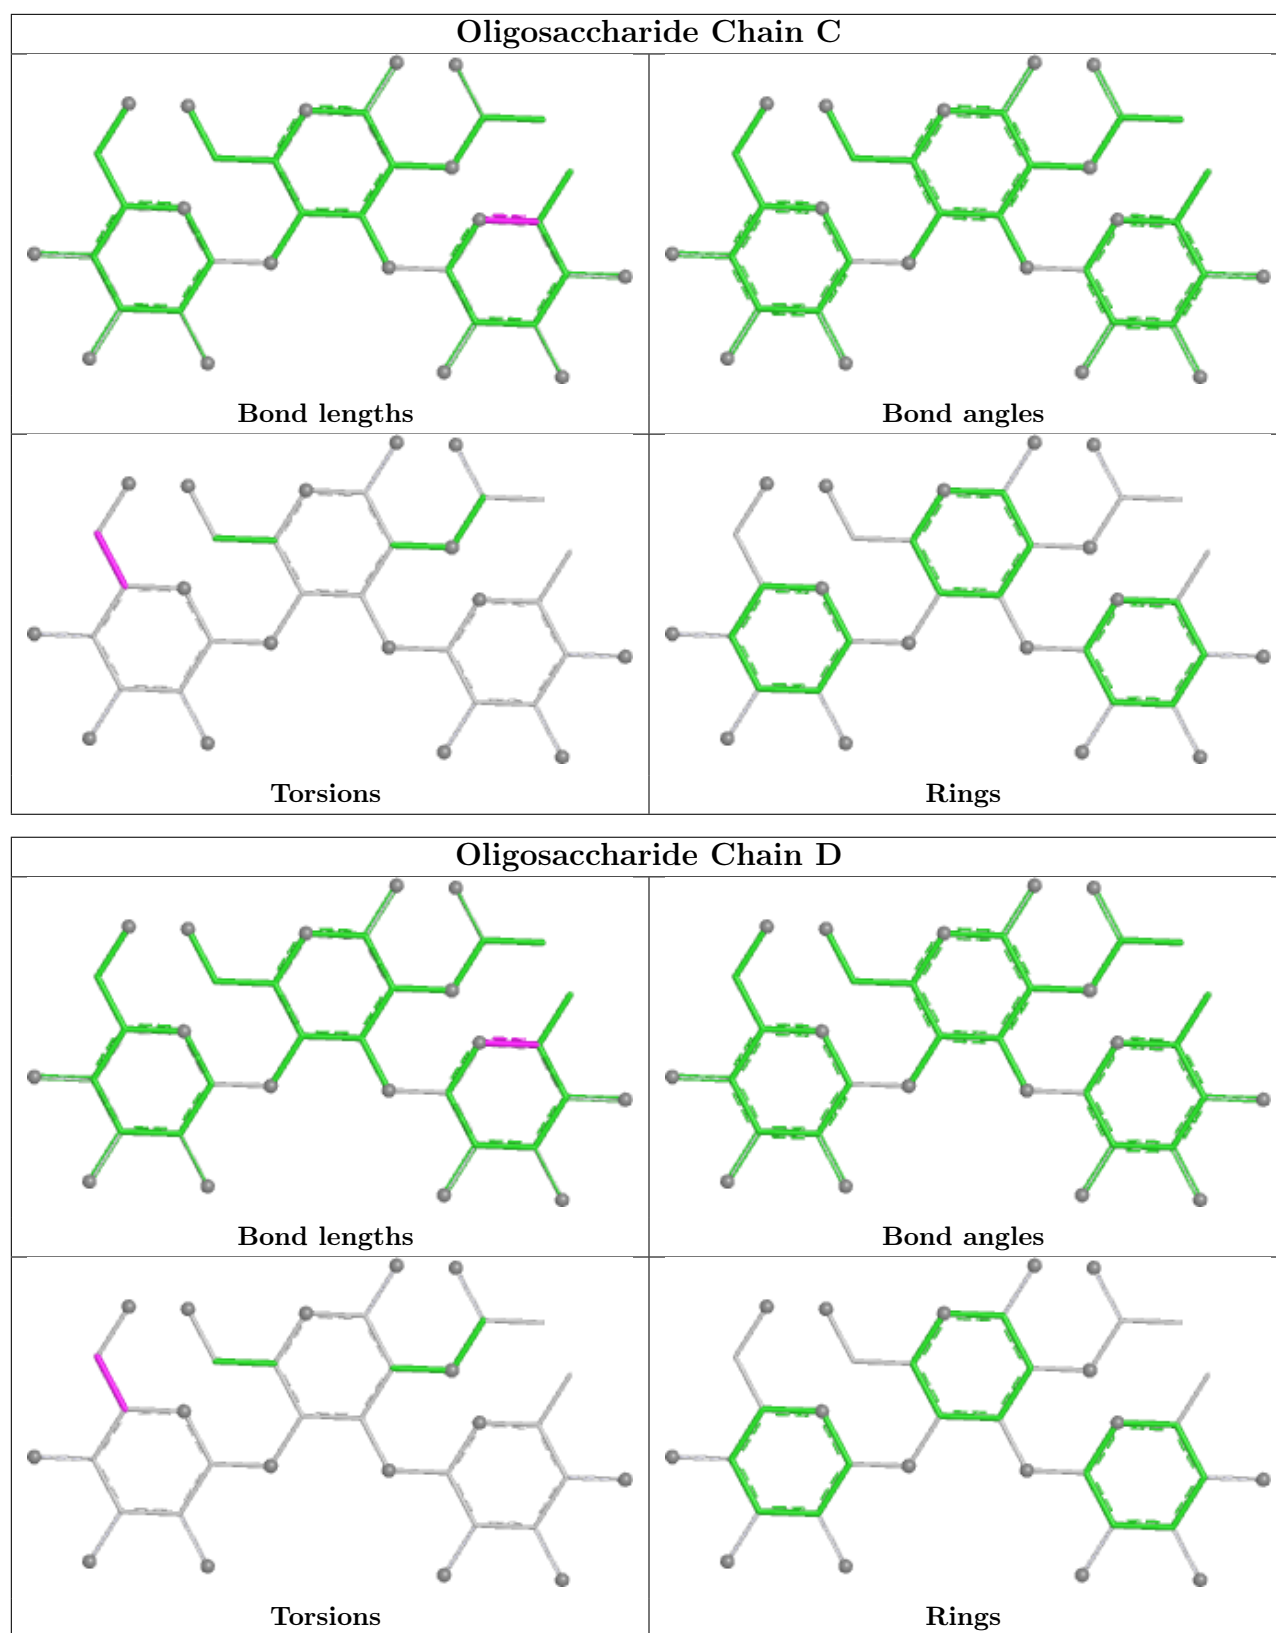 Oligosaccharide Chain C
Bond lengths
Bond angles
Torsions
Rings
Oligosaccharide Chain D
Bond lengths
Bond angles
Torsions
Rings